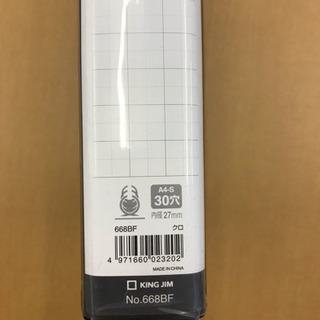 A4-S
30穴
内径27mm
668BF クロ
4 971660 023202
MADE IN CHINA
KING JIM
No.668BF